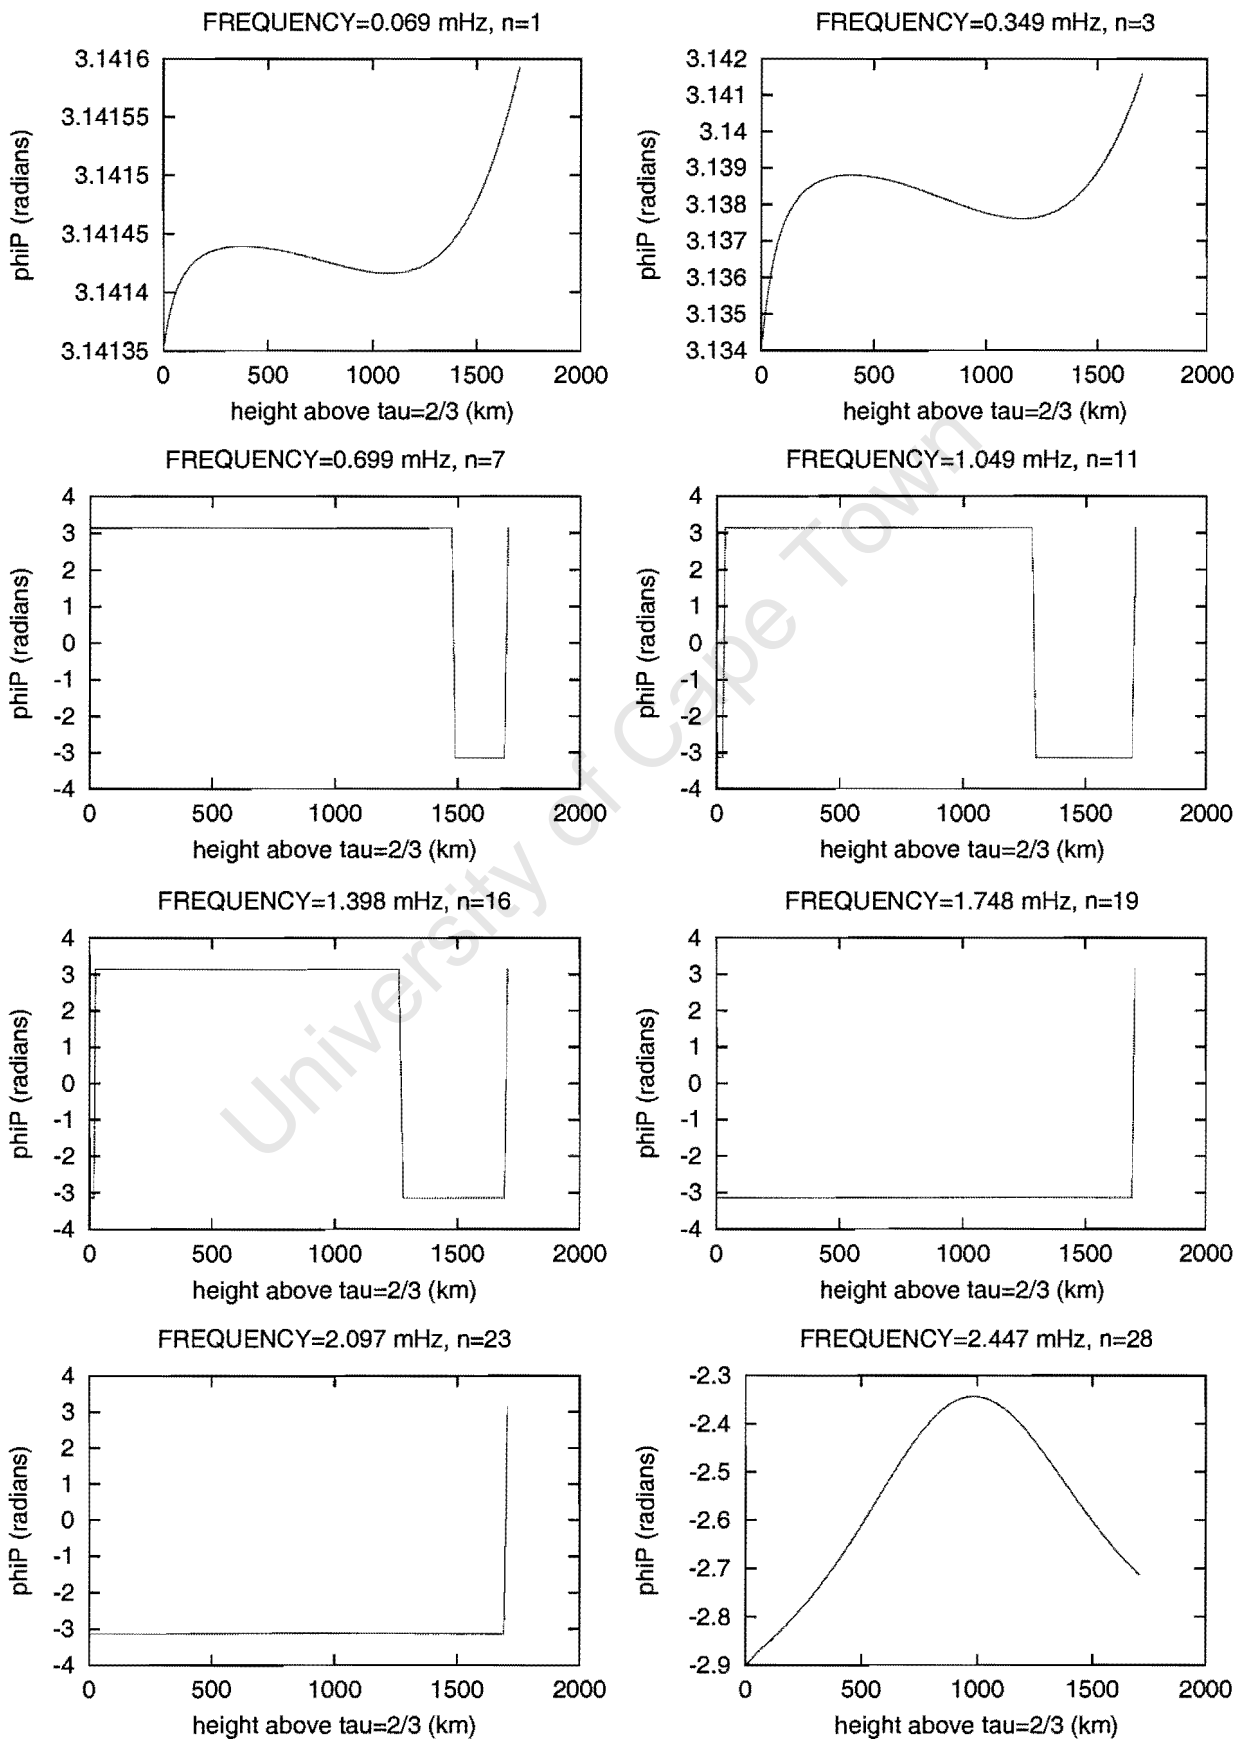 FREQUENCY=0.069 mHz, n=1
3.1416
3.14155
3.1415
3.14145
3.1414
3.14135
phiP (radians)
0 500 1000 1500 2000
height above tau=2/3 (km)
FREQUENCY=0.349 mHz, n=3
3.142
3.141
3.14
3.139
3.138
3.137
3.136
3.135
3.134
phiP (radians)
0 500 1000 1500 2000
height above tau=2/3 (km)
FREQUENCY=0.699 mHz, n=7
4
3
2
1
0
-1
-2
-3
-4
phiP (radians)
0 500 1000 1500 2000
height above tau=2/3 (km)
FREQUENCY=1.049 mHz, n=11
4
3
2
1
0
-1
-2
-3
-4
phiP (radians)
0 500 1000 1500 2000
height above tau=2/3 (km)
FREQUENCY=1.398 mHz, n=16
4
3
2
1
0
-1
-2
-3
-4
phiP (radians)
0 500 1000 1500 2000
height above tau=2/3 (km)
FREQUENCY=1.748 mHz, n=19
4
3
2
1
0
-1
-2
-3
-4
phiP (radians)
0 500 1000 1500 2000
height above tau=2/3 (km)
FREQUENCY=2.097 mHz, n=23
4
3
2
1
0
-1
-2
-3
-4
phiP (radians)
0 500 1000 1500 2000
height above tau=2/3 (km)
FREQUENCY=2.447 mHz, n=28
-2.3
-2.4
-2.5
-2.6
-2.7
-2.8
-2.9
phiP (radians)
0 500 1000 1500 2000
height above tau=2/3 (km)
University of Cape Town